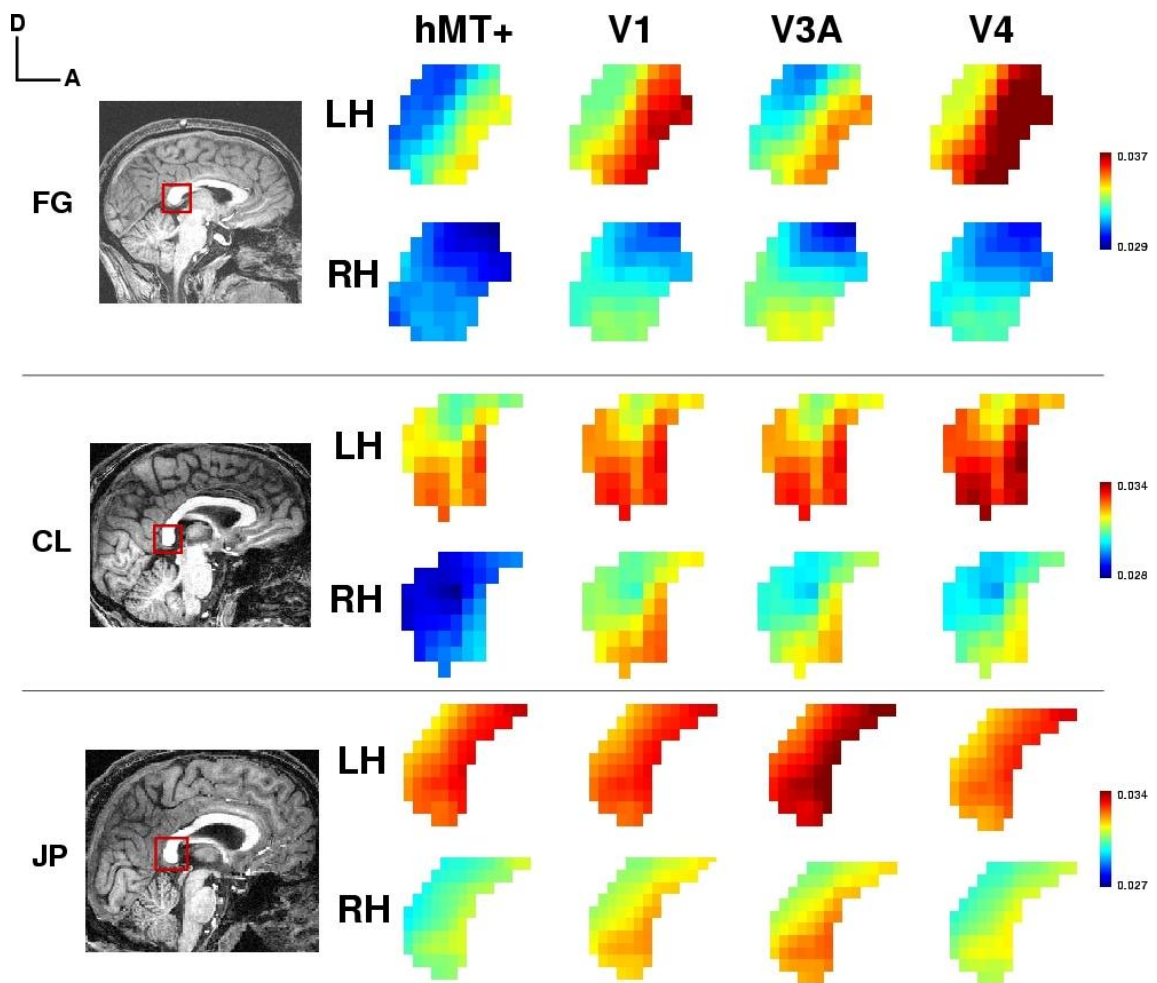 D
A
hMT+ V1 V3A V4
FG
LH
0.037
0.029
RH
CL
LH
0.034
0.028
RH
JP
LH
0.034
0.027
RH